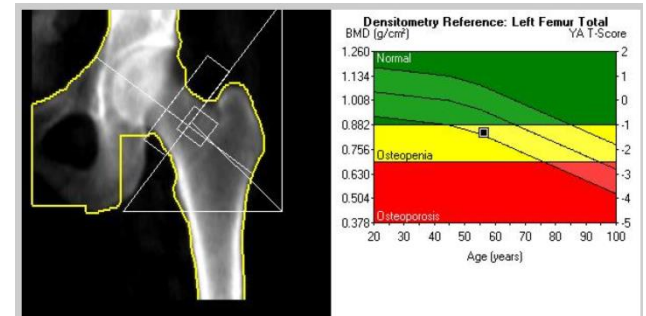 Densitometry Reference: Left Femur Total
BMD (g/cm²) YA T-Score
1.260 2
Normal
1.134 1
1.008 0
0.882 -1
0.756 -2
Osteopenia
0.630 -3
0.504 -4
Osteoporosis
0.378 -5
20 30 40 50 60 70 80 90 100
Age (years)